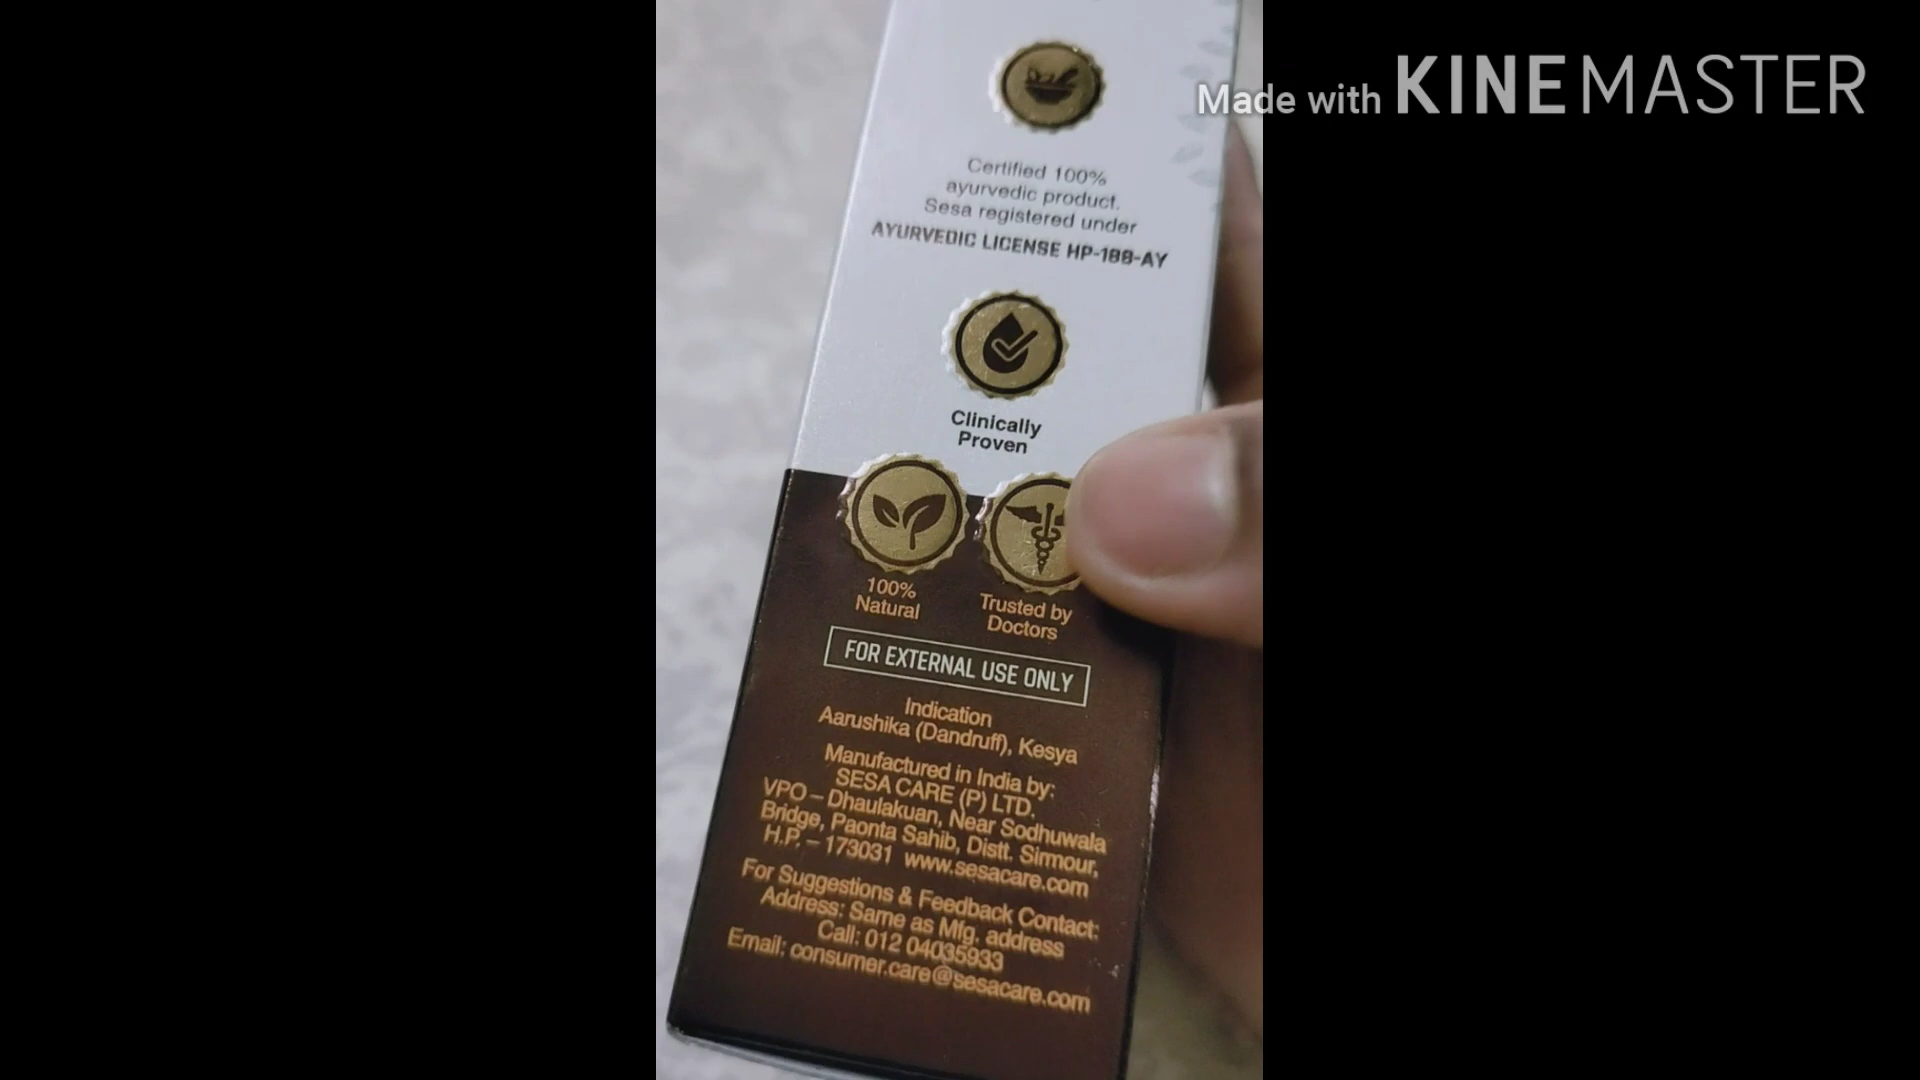 Made with KINEMASTER
Certified 100%
ayurvedic product.
Sesa registered under
AYURVEDIC LICENSE HP-188-AY
Clinically
Proven
100%
Natural
Trusted by
Doctors
FOR EXTERNAL USE ONLY
Indication
Aarushika (Dandruff), Kesya
Manufactured in India by:
SESA CARE (P) LTD.
VPO – Dhaulakuan, Near Sodhuwala
Bridge, Paonta Sahib, Distt. Sirmour,
H.P. – 173031 www.sesacare.com
For Suggestions & Feedback Contact:
Address: Same as Mfg. address
Call: 012 04035933
Email: consumer.care@sesacare.com